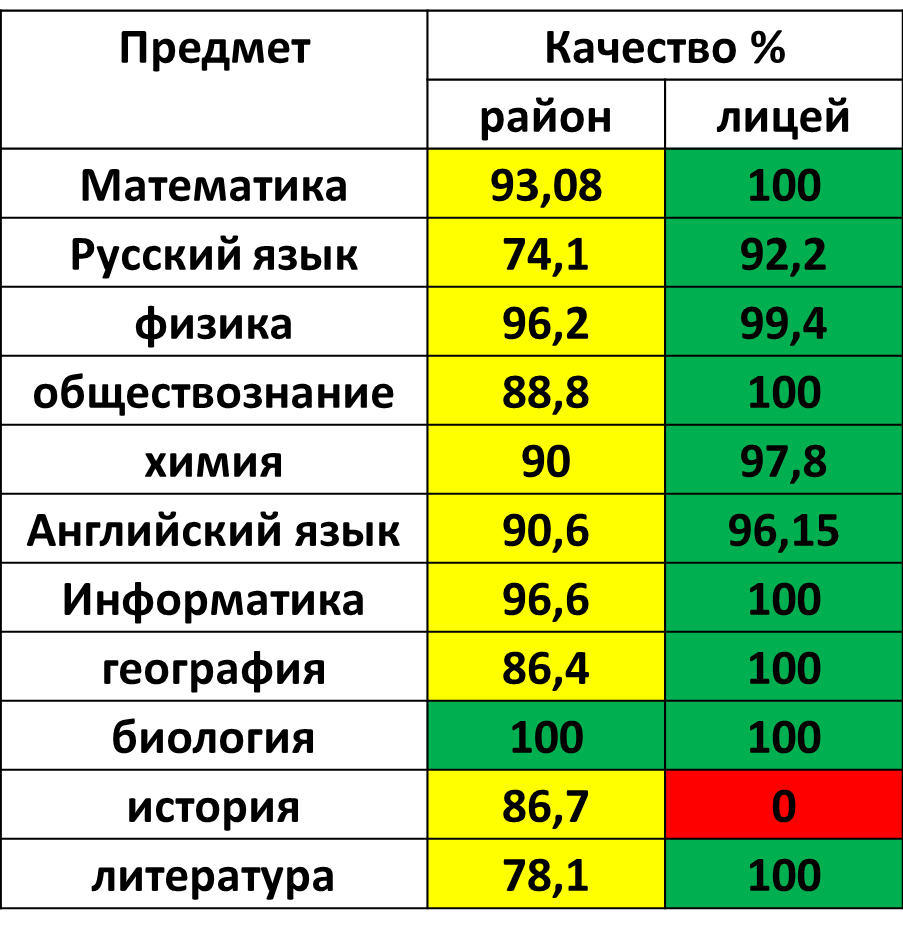 Предмет Качество %
район лицей
Математика 93,08 100
Русский язык 74,1 92,2
физика 96,2 99,4
обществознание 88,8 100
химия 90 97,8
Английский язык 90,6 96,15
Информатика 96,6 100
география 86,4 100
биология 100 100
история 86,7 0
литература 78,1 100